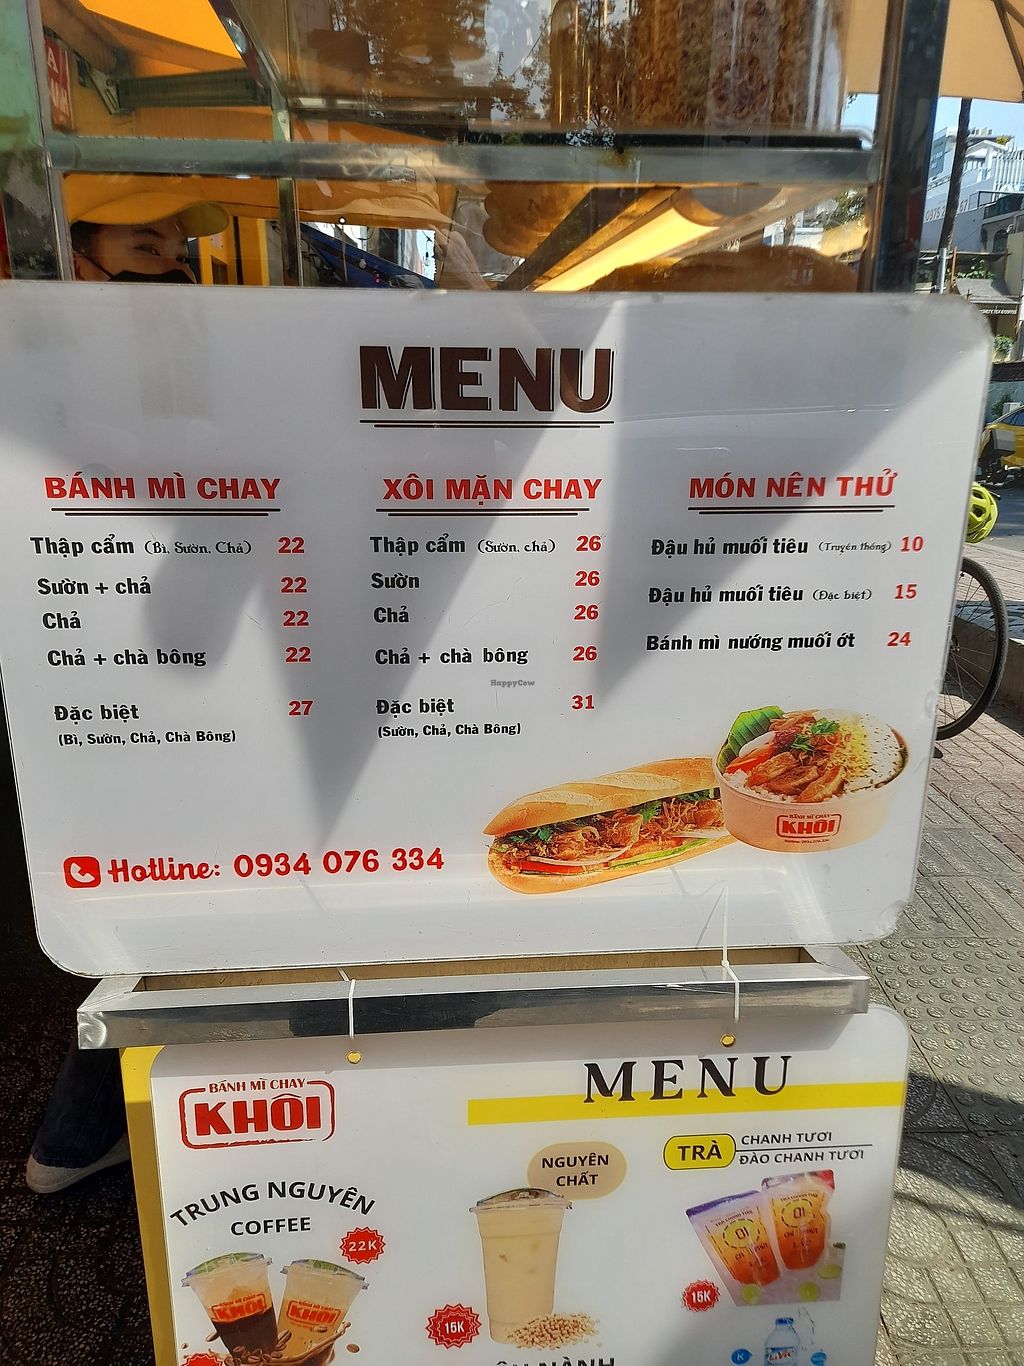 MENU
BÁNH MÌ CHAY
Thập cẩm (Bì, Sườn, Chả) 22
Sườn + chả 22
Chả 22
Chả + chà bông 22
Đặc biệt 27
(Bì, Sườn, Chả, Chà Bông)
XÔI MẶN CHAY
Thập cẩm (Sườn, chả) 26
Sườn 26
Chả 26
Chả + chà bông 26
Đặc biệt 31
(Sườn, Chả, Chà Bông)
MÓN NÊN THỬ
Đậu hủ muối tiêu (Truyền thống) 10
Đậu hủ muối tiêu (Đặc biệt) 15
Bánh mì nướng muối ớt 24
HappyCow
BÁNH MÌ CHAY
KHÔI
Hotline: 0934 076 334
BÁNH MÌ CHAY
KHÔI
MENU
TRUNG NGUYÊN
COFFEE
22K
KHÔI
KHÔI
NGUYÊN
CHẤT
15K
TRÀ
CHANH TƯƠI
ĐÀO CHANH TƯƠI
15K